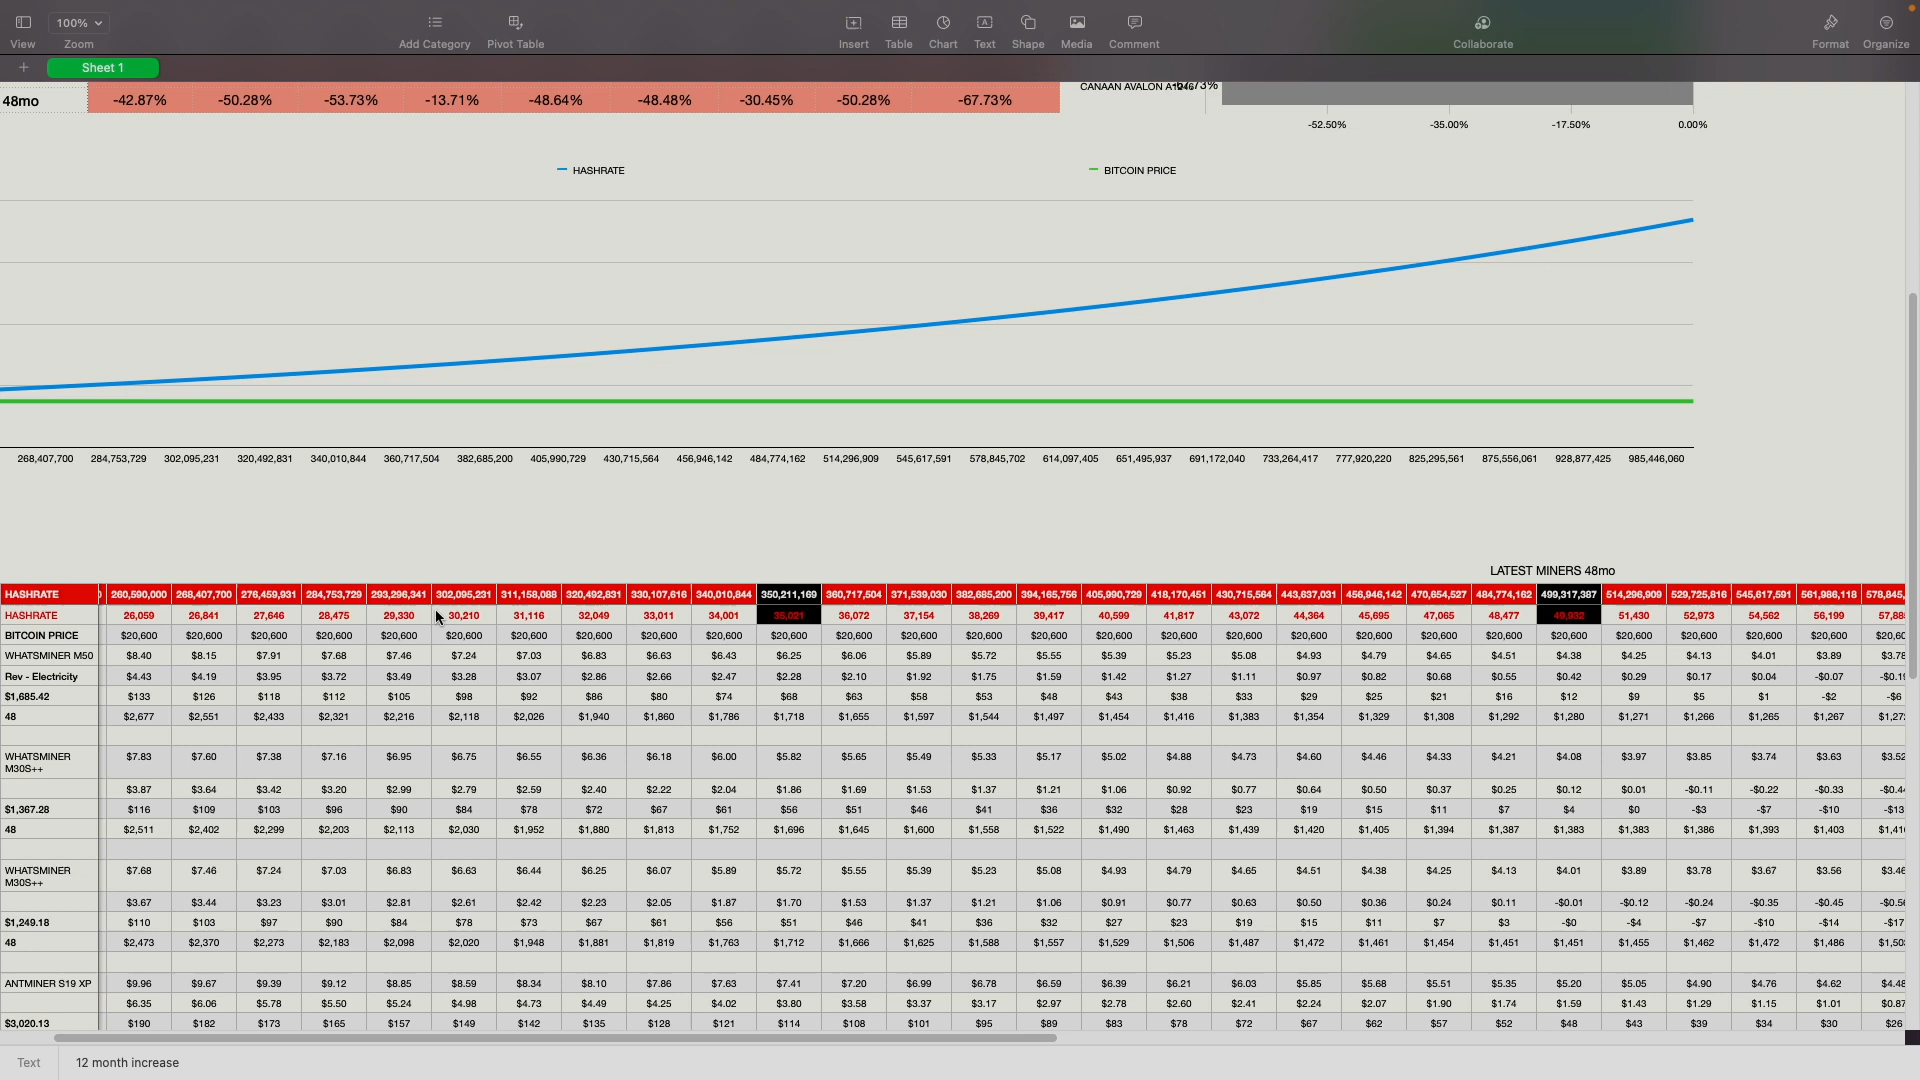 View
100%
Zoom
Add Category
Pivot Table
Insert
Table
Chart
Text
Shape
Media
Comment
Collaborate
Format
Organize
+ Sheet 1
48mo -42.87% -50.28% -53.73% -13.71% -48.64% -48.48% -30.45% -50.28% -67.73%
CANAAN AVALON
-52.50% -35.00% -17.50% 0.00%
HASHRATE BITCOIN PRICE
268,407,700 284,753,729 302,095,231 320,492,831 340,010,844 360,717,504 382,685,200 405,990,729 430,715,564 456,946,142 484,774,162 514,296,909 545,617,591 578,845,702 614,097,405 651,495,937 691,172,040 733,264,417 777,920,220 825,295,561 875,556,061 928,877,425 985,446,060
LATEST MINERS 48mo
HASHRATE 260,590,000 268,407,700 276,459,931 284,753,729 293,296,341 302,095,231 311,158,088 320,492,831 330,107,616 340,010,844 350,211,169 360,717,504 371,539,030 382,685,200 394,165,756 405,990,729 418,170,451 430,715,564 443,637,031 456,946,142 470,654,527 484,774,162 499,317,387 514,296,909 529,725,816 545,617,591 561,986,118 578,845,
HASHRATE 26,059 26,841 27,646 28,475 29,330 30,210 31,116 32,049 33,011 34,001 35,021 36,072 37,154 38,269 39,417 40,599 41,817 43,072 44,364 45,695 47,065 48,477 49,932 51,430 52,973 54,562 56,199 57,88
BITCOIN PRICE $20,600 $20,600 $20,600 $20,600 $20,600 $20,600 $20,600 $20,600 $20,600 $20,600 $20,600 $20,600 $20,600 $20,600 $20,600 $20,600 $20,600 $20,600 $20,600 $20,600 $20,600 $20,600 $20,600 $20,600 $20,600 $20,600 $20,600 $20,60
WHATSMINER M50 $8.40 $8.15 $7.91 $7.68 $7.46 $7.24 $7.03 $6.83 $6.63 $6.43 $6.25 $6.06 $5.89 $5.72 $5.55 $5.39 $5.23 $5.08 $4.93 $4.79 $4.65 $4.51 $4.38 $4.25 $4.13 $4.01 $3.89 $3.78
Rev - Electricity $4.43 $4.19 $3.95 $3.72 $3.49 $3.28 $3.07 $2.86 $2.66 $2.47 $2.28 $2.10 $1.92 $1.75 $1.59 $1.42 $1.27 $1.11 $0.97 $0.82 $0.68 $0.55 $0.42 $0.29 $0.17 $0.04 -$0.07 -$0.19
$1,685.42 $133 $126 $118 $112 $105 $98 $92 $86 $80 $74 $68 $63 $58 $53 $48 $43 $38 $33 $29 $25 $21 $16 $12 $9 $5 $1 -$2 -$6
48 $2,677 $2,551 $2,433 $2,321 $2,216 $2,118 $2,026 $1,940 $1,860 $1,786 $1,718 $1,655 $1,597 $1,544 $1,497 $1,454 $1,416 $1,383 $1,354 $1,329 $1,308 $1,292 $1,280 $1,271 $1,266 $1,265 $1,267 $1,27
WHATSMINER
M30S++ $7.83 $7.60 $7.38 $7.16 $6.95 $6.75 $6.55 $6.36 $6.18 $6.00 $5.82 $5.65 $5.49 $5.33 $5.17 $5.02 $4.88 $4.73 $4.60 $4.46 $4.33 $4.21 $4.08 $3.97 $3.85 $3.74 $3.63 $3.52
$3.87 $3.64 $3.42 $3.20 $2.99 $2.79 $2.59 $2.40 $2.22 $2.04 $1.86 $1.69 $1.53 $1.37 $1.21 $1.06 $0.92 $0.77 $0.64 $0.50 $0.37 $0.25 $0.12 $0.01 -$0.11 -$0.22 -$0.33 -$0.44
$1,367.28 $116 $109 $103 $96 $90 $84 $78 $72 $67 $61 $56 $51 $46 $41 $36 $32 $28 $23 $19 $15 $11 $7 $4 $0 -$3 -$7 -$10 -$13
48 $2,511 $2,402 $2,299 $2,203 $2,113 $2,030 $1,952 $1,880 $1,813 $1,752 $1,696 $1,645 $1,600 $1,558 $1,522 $1,490 $1,463 $1,439 $1,420 $1,405 $1,394 $1,387 $1,383 $1,383 $1,386 $1,393 $1,403 $1,41
WHATSMINER
M30S++ $7.68 $7.46 $7.24 $7.03 $6.83 $6.63 $6.44 $6.25 $6.07 $5.89 $5.72 $5.55 $5.39 $5.23 $5.08 $4.93 $4.79 $4.65 $4.51 $4.38 $4.25 $4.13 $4.01 $3.89 $3.78 $3.67 $3.56 $3.46
$3.67 $3.44 $3.23 $3.01 $2.81 $2.61 $2.42 $2.23 $2.05 $1.87 $1.70 $1.53 $1.37 $1.21 $1.06 $0.91 $0.77 $0.63 $0.50 $0.36 $0.24 $0.11 -$0.01 -$0.12 -$0.24 -$0.35 -$0.45 -$0.56
$1,249.18 $110 $103 $97 $90 $84 $78 $73 $67 $61 $56 $51 $46 $41 $36 $32 $27 $23 $19 $15 $11 $7 $3 -$0 -$4 -$7 -$10 -$14 -$17
48 $2,473 $2,370 $2,273 $2,183 $2,098 $2,020 $1,948 $1,881 $1,819 $1,763 $1,712 $1,666 $1,625 $1,588 $1,557 $1,529 $1,506 $1,487 $1,472 $1,461 $1,454 $1,451 $1,451 $1,455 $1,462 $1,472 $1,486 $1,50
ANTMINER S19 XP $9.96 $9.67 $9.39 $9.12 $8.85 $8.59 $8.34 $8.10 $7.86 $7.63 $7.41 $7.20 $6.99 $6.78 $6.59 $6.39 $6.21 $6.03 $5.85 $5.68 $5.51 $5.35 $5.20 $5.05 $4.90 $4.76 $4.62 $4.48
$6.35 $6.06 $5.78 $5.50 $5.24 $4.98 $4.73 $4.49 $4.25 $4.02 $3.80 $3.58 $3.37 $3.17 $2.97 $2.78 $2.60 $2.41 $2.24 $2.07 $1.90 $1.74 $1.59 $1.43 $1.29 $1.15 $1.01 $0.87
$3,020.13 $190 $182 $173 $165 $157 $149 $142 $135 $128 $121 $114 $108 $101 $95 $89 $83 $78 $72 $67 $62 $57 $52 $48 $43 $39 $34 $30 $26
Text 12 month increase